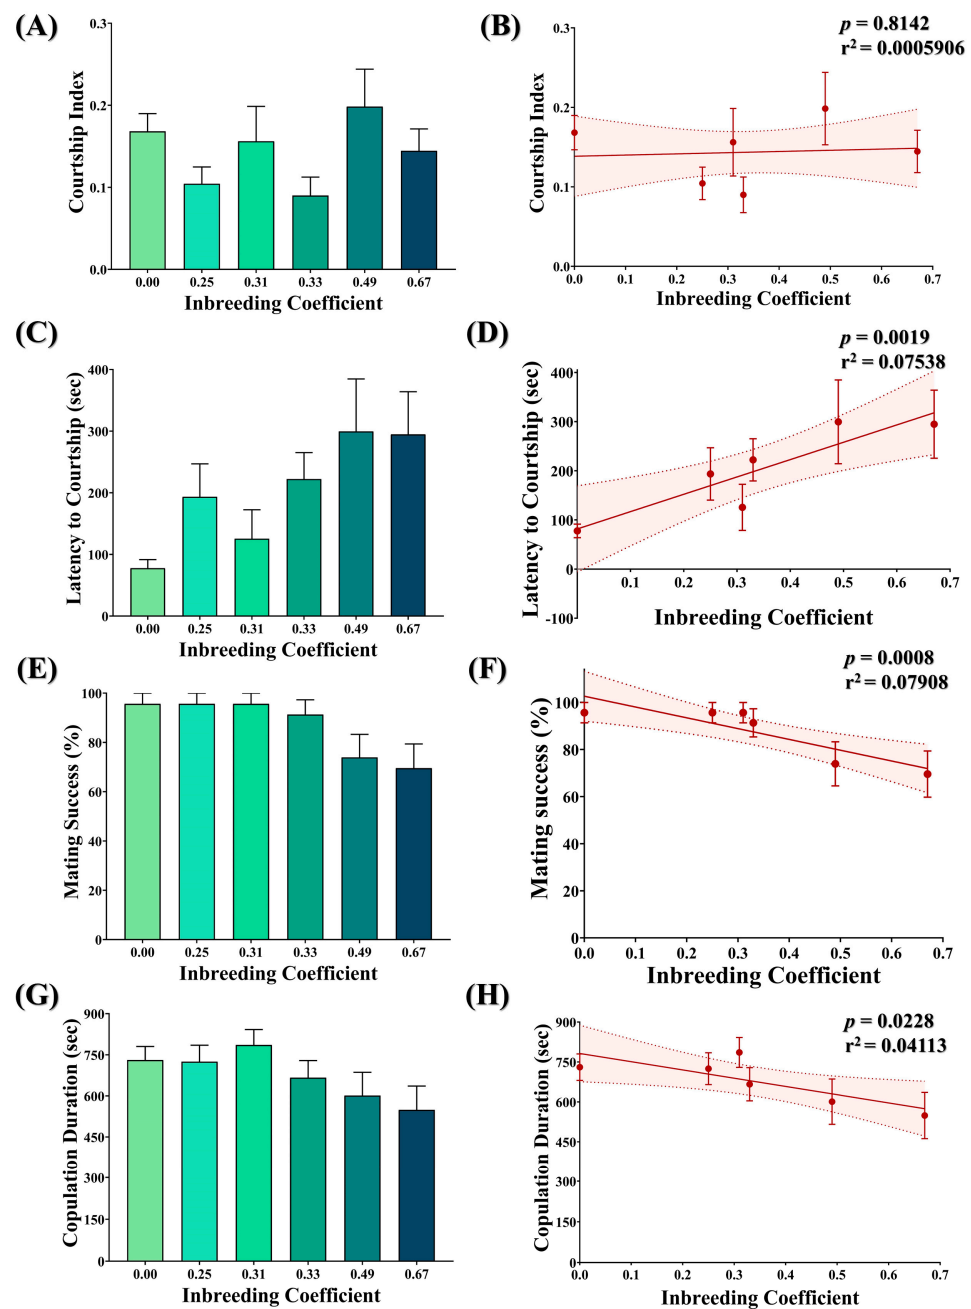 (A)
0.3
0.2
0.1
0.0
Courtship Index
0.00 0.25 0.31 0.33 0.49 0.67
Inbreeding Coefficient
(B)
p = 0.8142
r² = 0.0005906
0.3
0.2
0.1
0.0
Courtship Index
0.0 0.1 0.2 0.3 0.4 0.5 0.6 0.7
Inbreeding Coefficient
(C)
400
300
200
100
0
Latency to Courtship (sec)
0.00 0.25 0.31 0.33 0.49 0.67
Inbreeding Coefficient
(D)
p = 0.0019
r² = 0.07538
400
300
200
100
0
-100
Latency to Courtship (sec)
0.1 0.2 0.3 0.4 0.5 0.6 0.7
Inbreeding Coefficient
(E)
100
80
60
40
20
0
Mating Success (%)
0.00 0.25 0.31 0.33 0.49 0.67
Inbreeding Coefficient
(F)
p = 0.0008
r² = 0.07908
100
80
60
40
20
0
Mating success (%)
0.0 0.1 0.2 0.3 0.4 0.5 0.6 0.7
Inbreeding Coefficient
(G)
900
750
600
450
300
150
0
Copulation Duration (sec)
0.00 0.25 0.31 0.33 0.49 0.67
Inbreeding Coefficient
(H)
p = 0.0228
r² = 0.04113
900
750
600
450
300
150
0
Copulation Duration (sec)
0.0 0.1 0.2 0.3 0.4 0.5 0.6 0.7
Inbreeding Coefficient